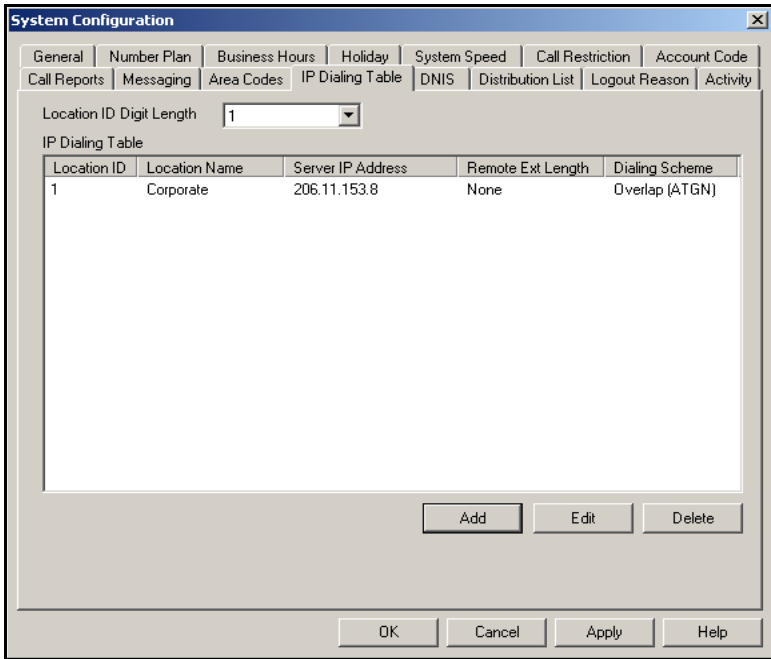 System Configuration
General Number Plan Business Hours Holiday System Speed Call Restriction Account Code
Call Reports Messaging Area Codes IP Dialing Table DNIS Distribution List Logout Reason Activity
Location ID Digit Length 1
IP Dialing Table
Location ID Location Name Server IP Address Remote Ext Length Dialing Scheme
1 Corporate 206.11.153.8 None Overlap (ATGN)
Add Edit Delete
OK Cancel Apply Help